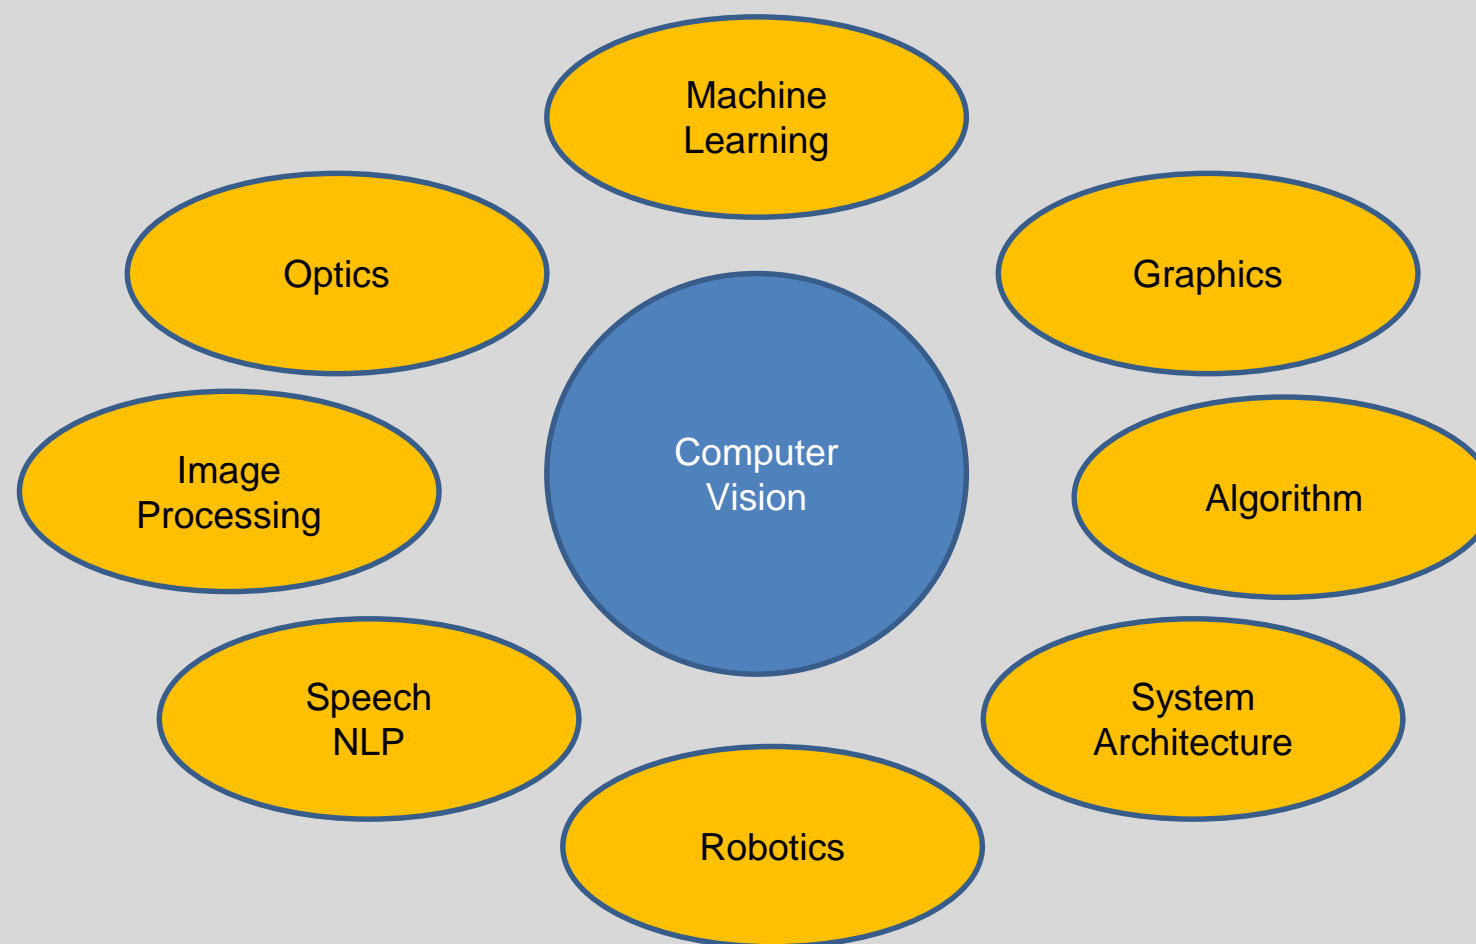 Machine
Learning
Optics
Graphics
Computer
Vision
Image
Processing
Algorithm
Speech
NLP
System
Architecture
Robotics